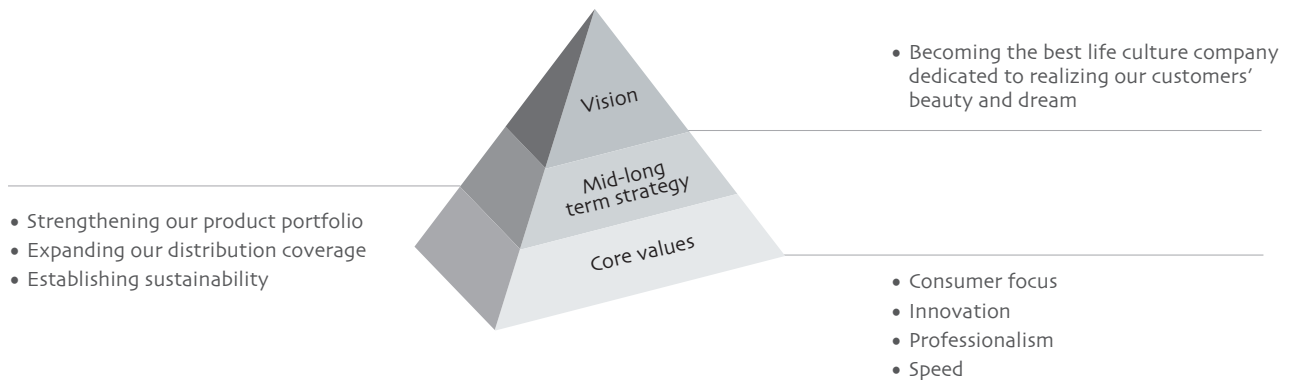 Vision
• Becoming the best life culture company
dedicated to realizing our customers'
beauty and dream
Mid-long
term strategy
• Strengthening our product portfolio
• Expanding our distribution coverage
• Establishing sustainability
Core values
• Consumer focus
• Innovation
• Professionalism
• Speed